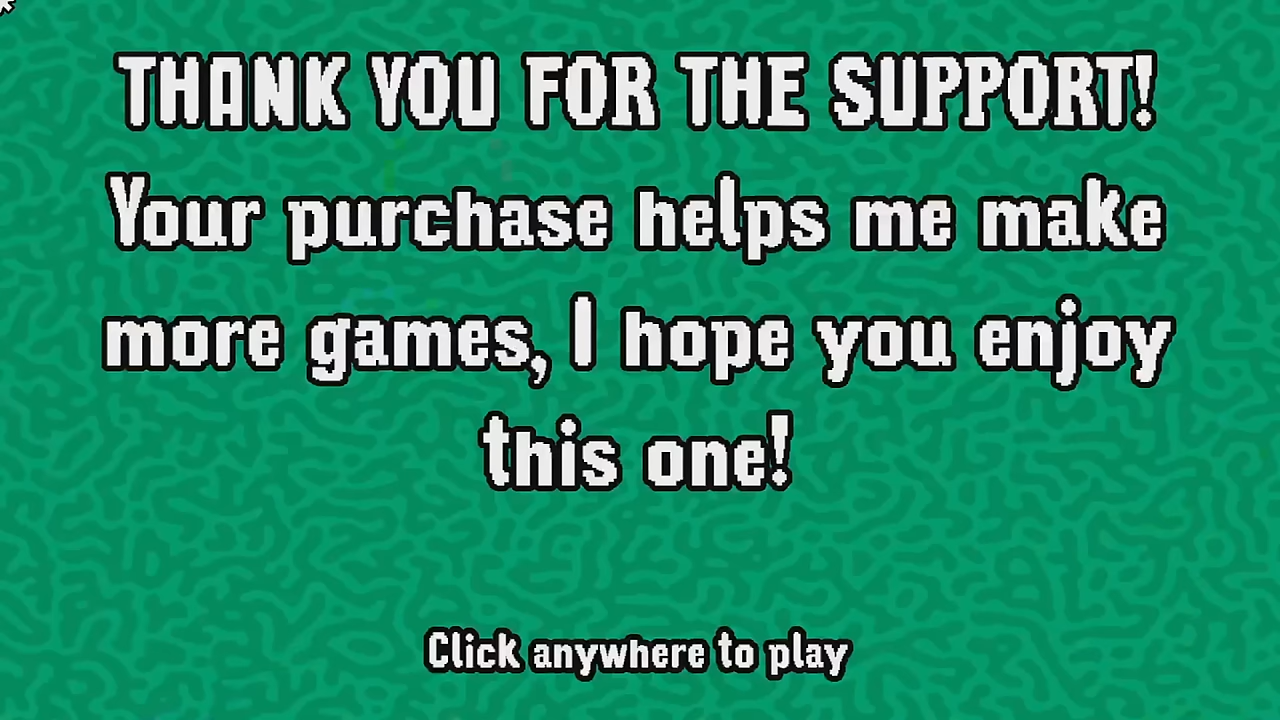 THANK YOU FOR THE SUPPORT!
Your purchase helps me make
more games, I hope you enjoy
this one!
Click anywhere to play